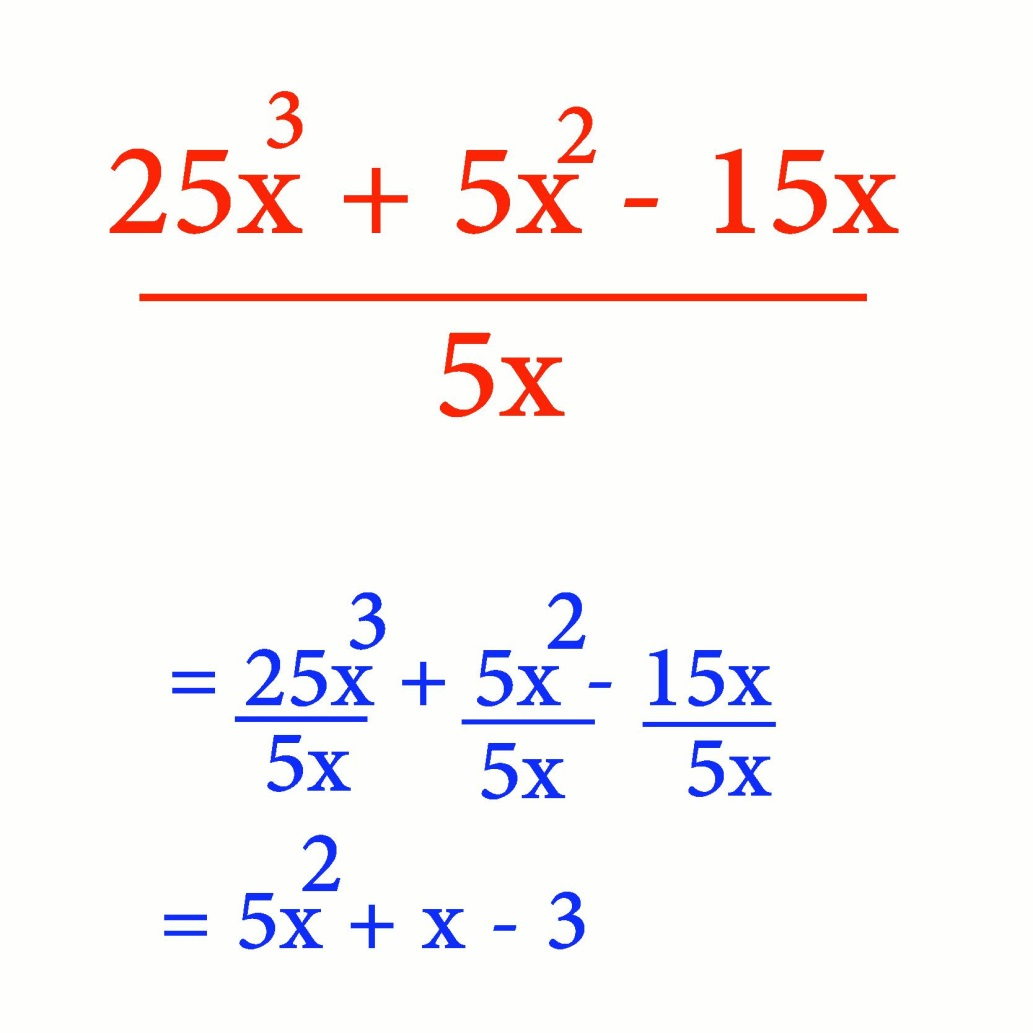 25x³ + 5x² - 15x
5x
= 25x³ + 5x² - 15x
5x 5x 5x
= 5x² + x - 3